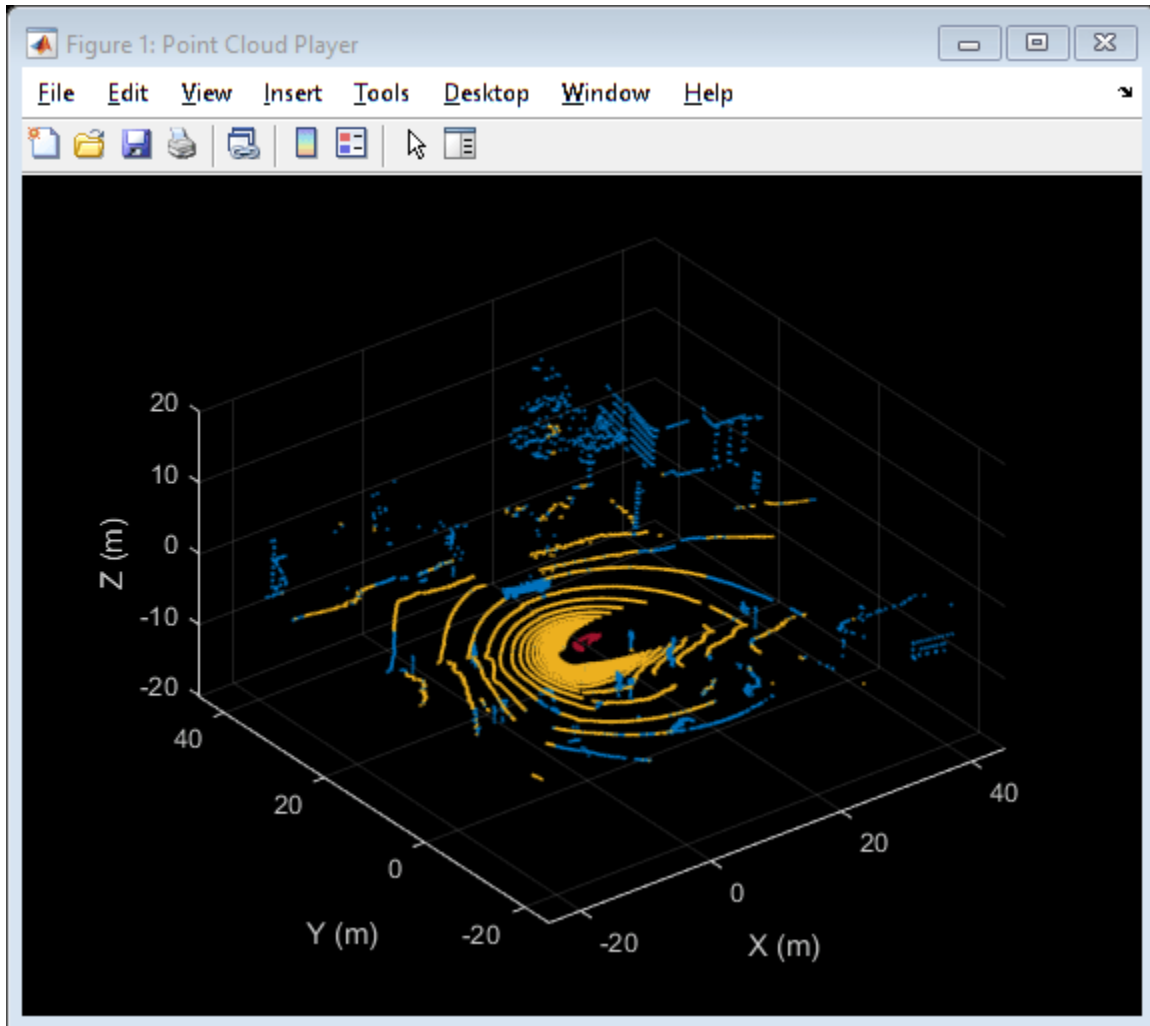 Figure 1: Point Cloud Player
File Edit View Insert Tools Desktop Window Help
20
10
0
-10
-20
Z (m)
40
20
0
-20
Y (m)
40
20
0
-20
X (m)